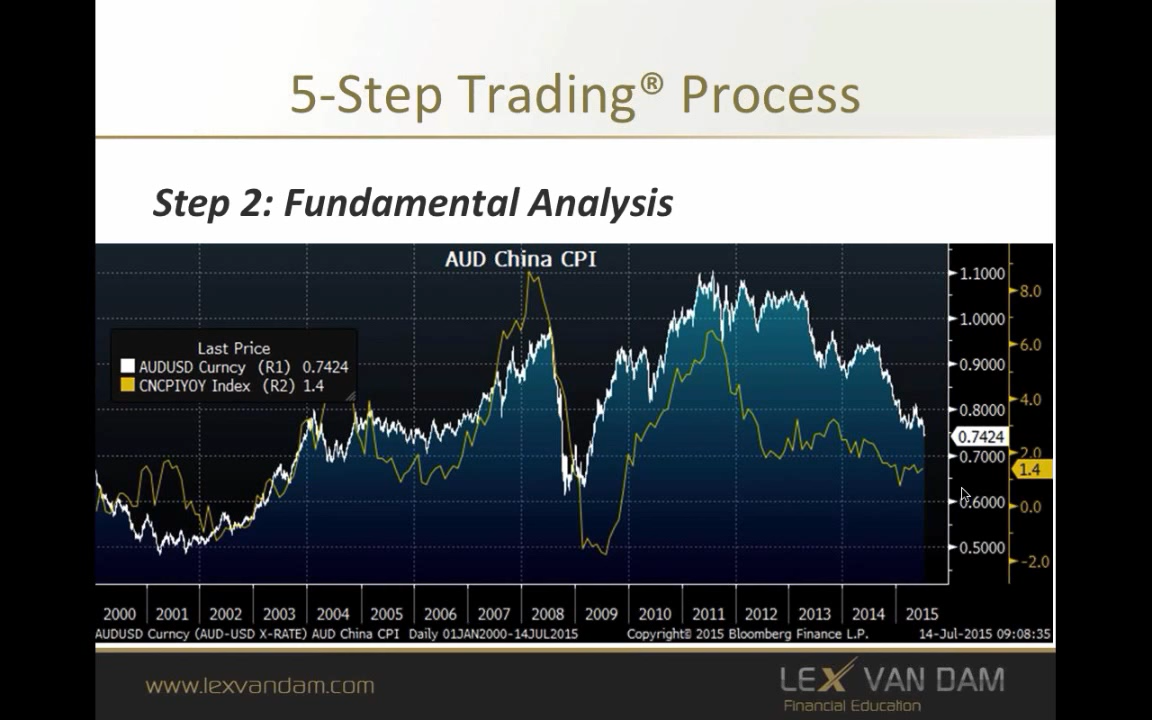 5-Step Trading® Process
Step 2: Fundamental Analysis
AUD China CPI
Last Price
AUDUSD Curncy (R1) 0.7424
CNCPIYOY Index (R2) 1.4
1.1000
1.0000
0.9000
0.8000
0.7424
0.7000
0.6000
0.5000
8.0
6.0
4.0
2.0
1.4
0.0
-2.0
2000 2001 2002 2003 2004 2005 2006 2007 2008 2009 2010 2011 2012 2013 2014 2015
AUDUSD Curncy (AUD-USD X-RATE) AUD China CPI Daily 01JAN2000-14JUL2015 Copyright© 2015 Bloomberg Finance L.P. 14-Jul-2015 09:08:35
www.lexvandam.com
LEX VAN DAM
Financial Education